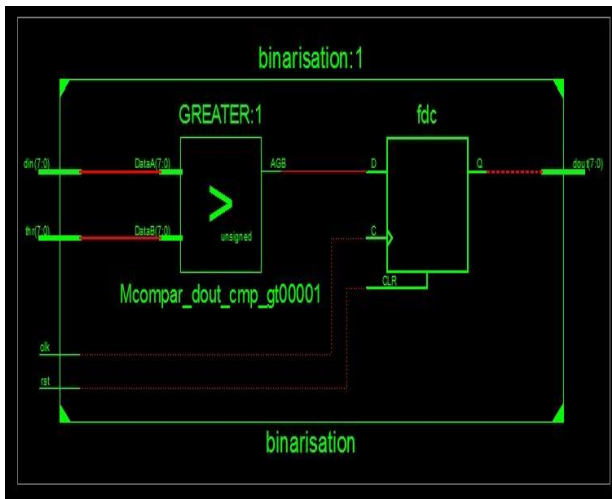 binarisation:1
GREATER:1
fdc
din(7:0)
DataA(7:0)
AGB
D
Q
dout(7:0)
>
thr(7:0)
DataB(7:0)
unsigned
C
CLR
Mcompar_dout_cmp_gt00001
clk
rst
binarisation